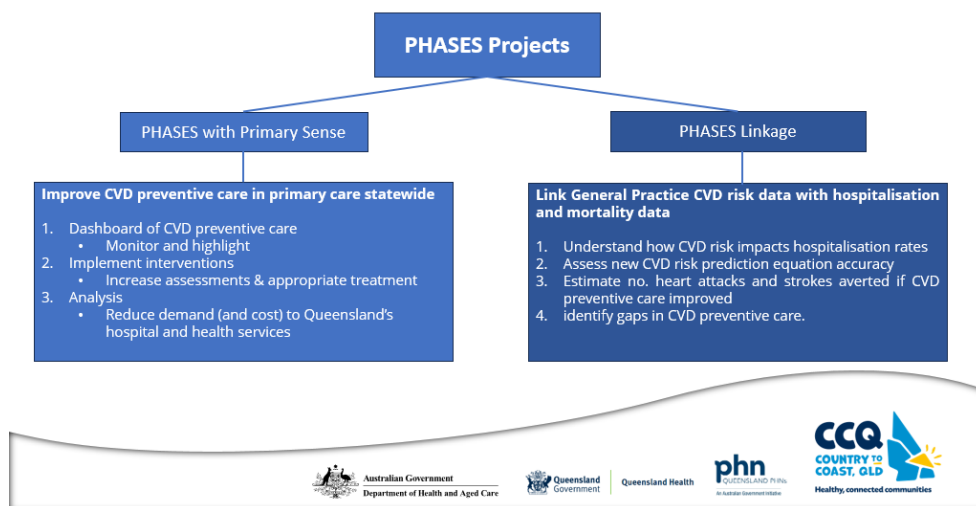 PHASES Projects
PHASES with Primary Sense
PHASES Linkage
Improve CVD preventive care in primary care statewide
1. Dashboard of CVD preventive care
• Monitor and highlight
2. Implement interventions
• Increase assessments & appropriate treatment
3. Analysis
• Reduce demand (and cost) to Queensland's
hospital and health services
Link General Practice CVD risk data with hospitalisation
and mortality data
1. Understand how CVD risk impacts hospitalisation rates
2. Assess new CVD risk prediction equation accuracy
3. Estimate no. heart attacks and strokes averted if CVD
preventive care improved
4. identify gaps in CVD preventive care.
Australian Government
Department of Health and Aged Care
Queensland
Government
Queensland Health
phn
QUEENSLAND PHNs
An Australian Government Initiative
CCQ
COUNTRY TO
COAST, QLD
Healthy, connected communities